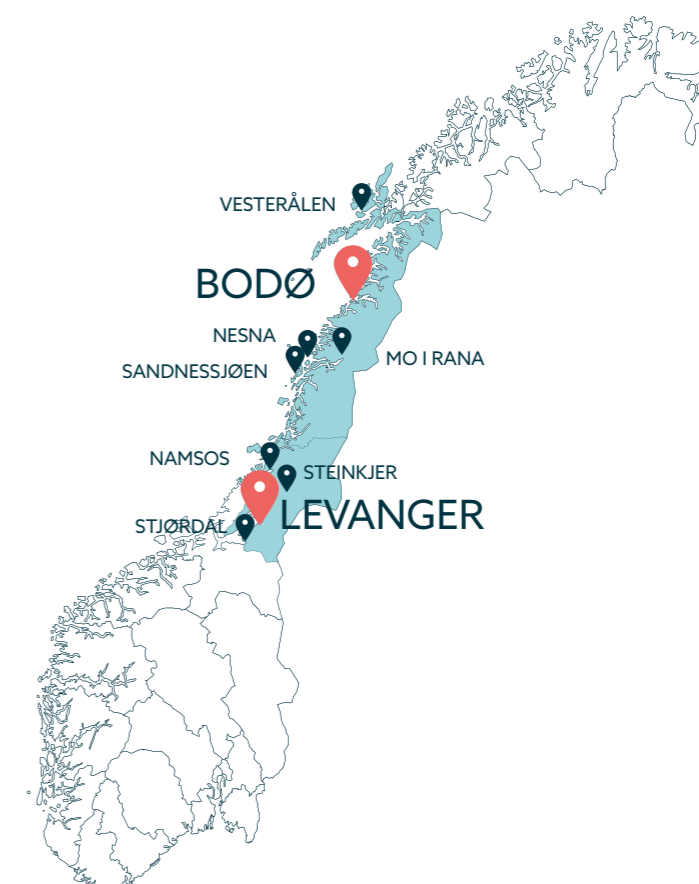 VESTERÅLEN
BODØ
NESNA
MO I RANA
SANDNESSJØEN
NAMSOS
STEINKJER
LEVANGER
STJØRDAL